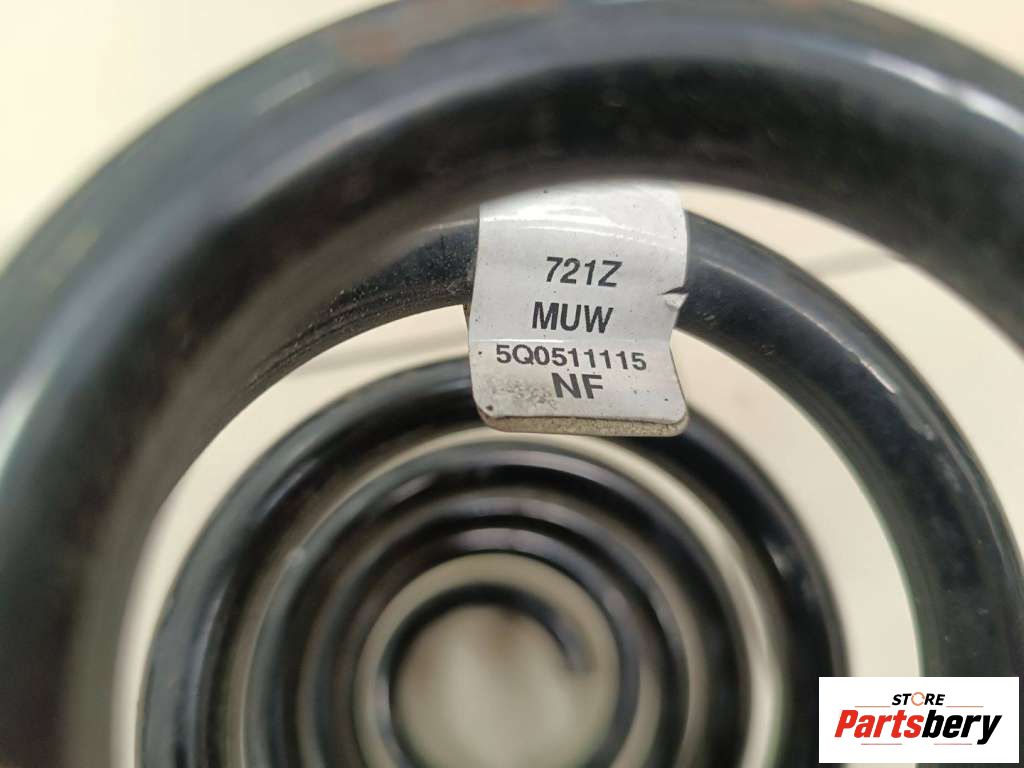 721Z
MUW
5Q0511115
NF
STORE
Partsbery